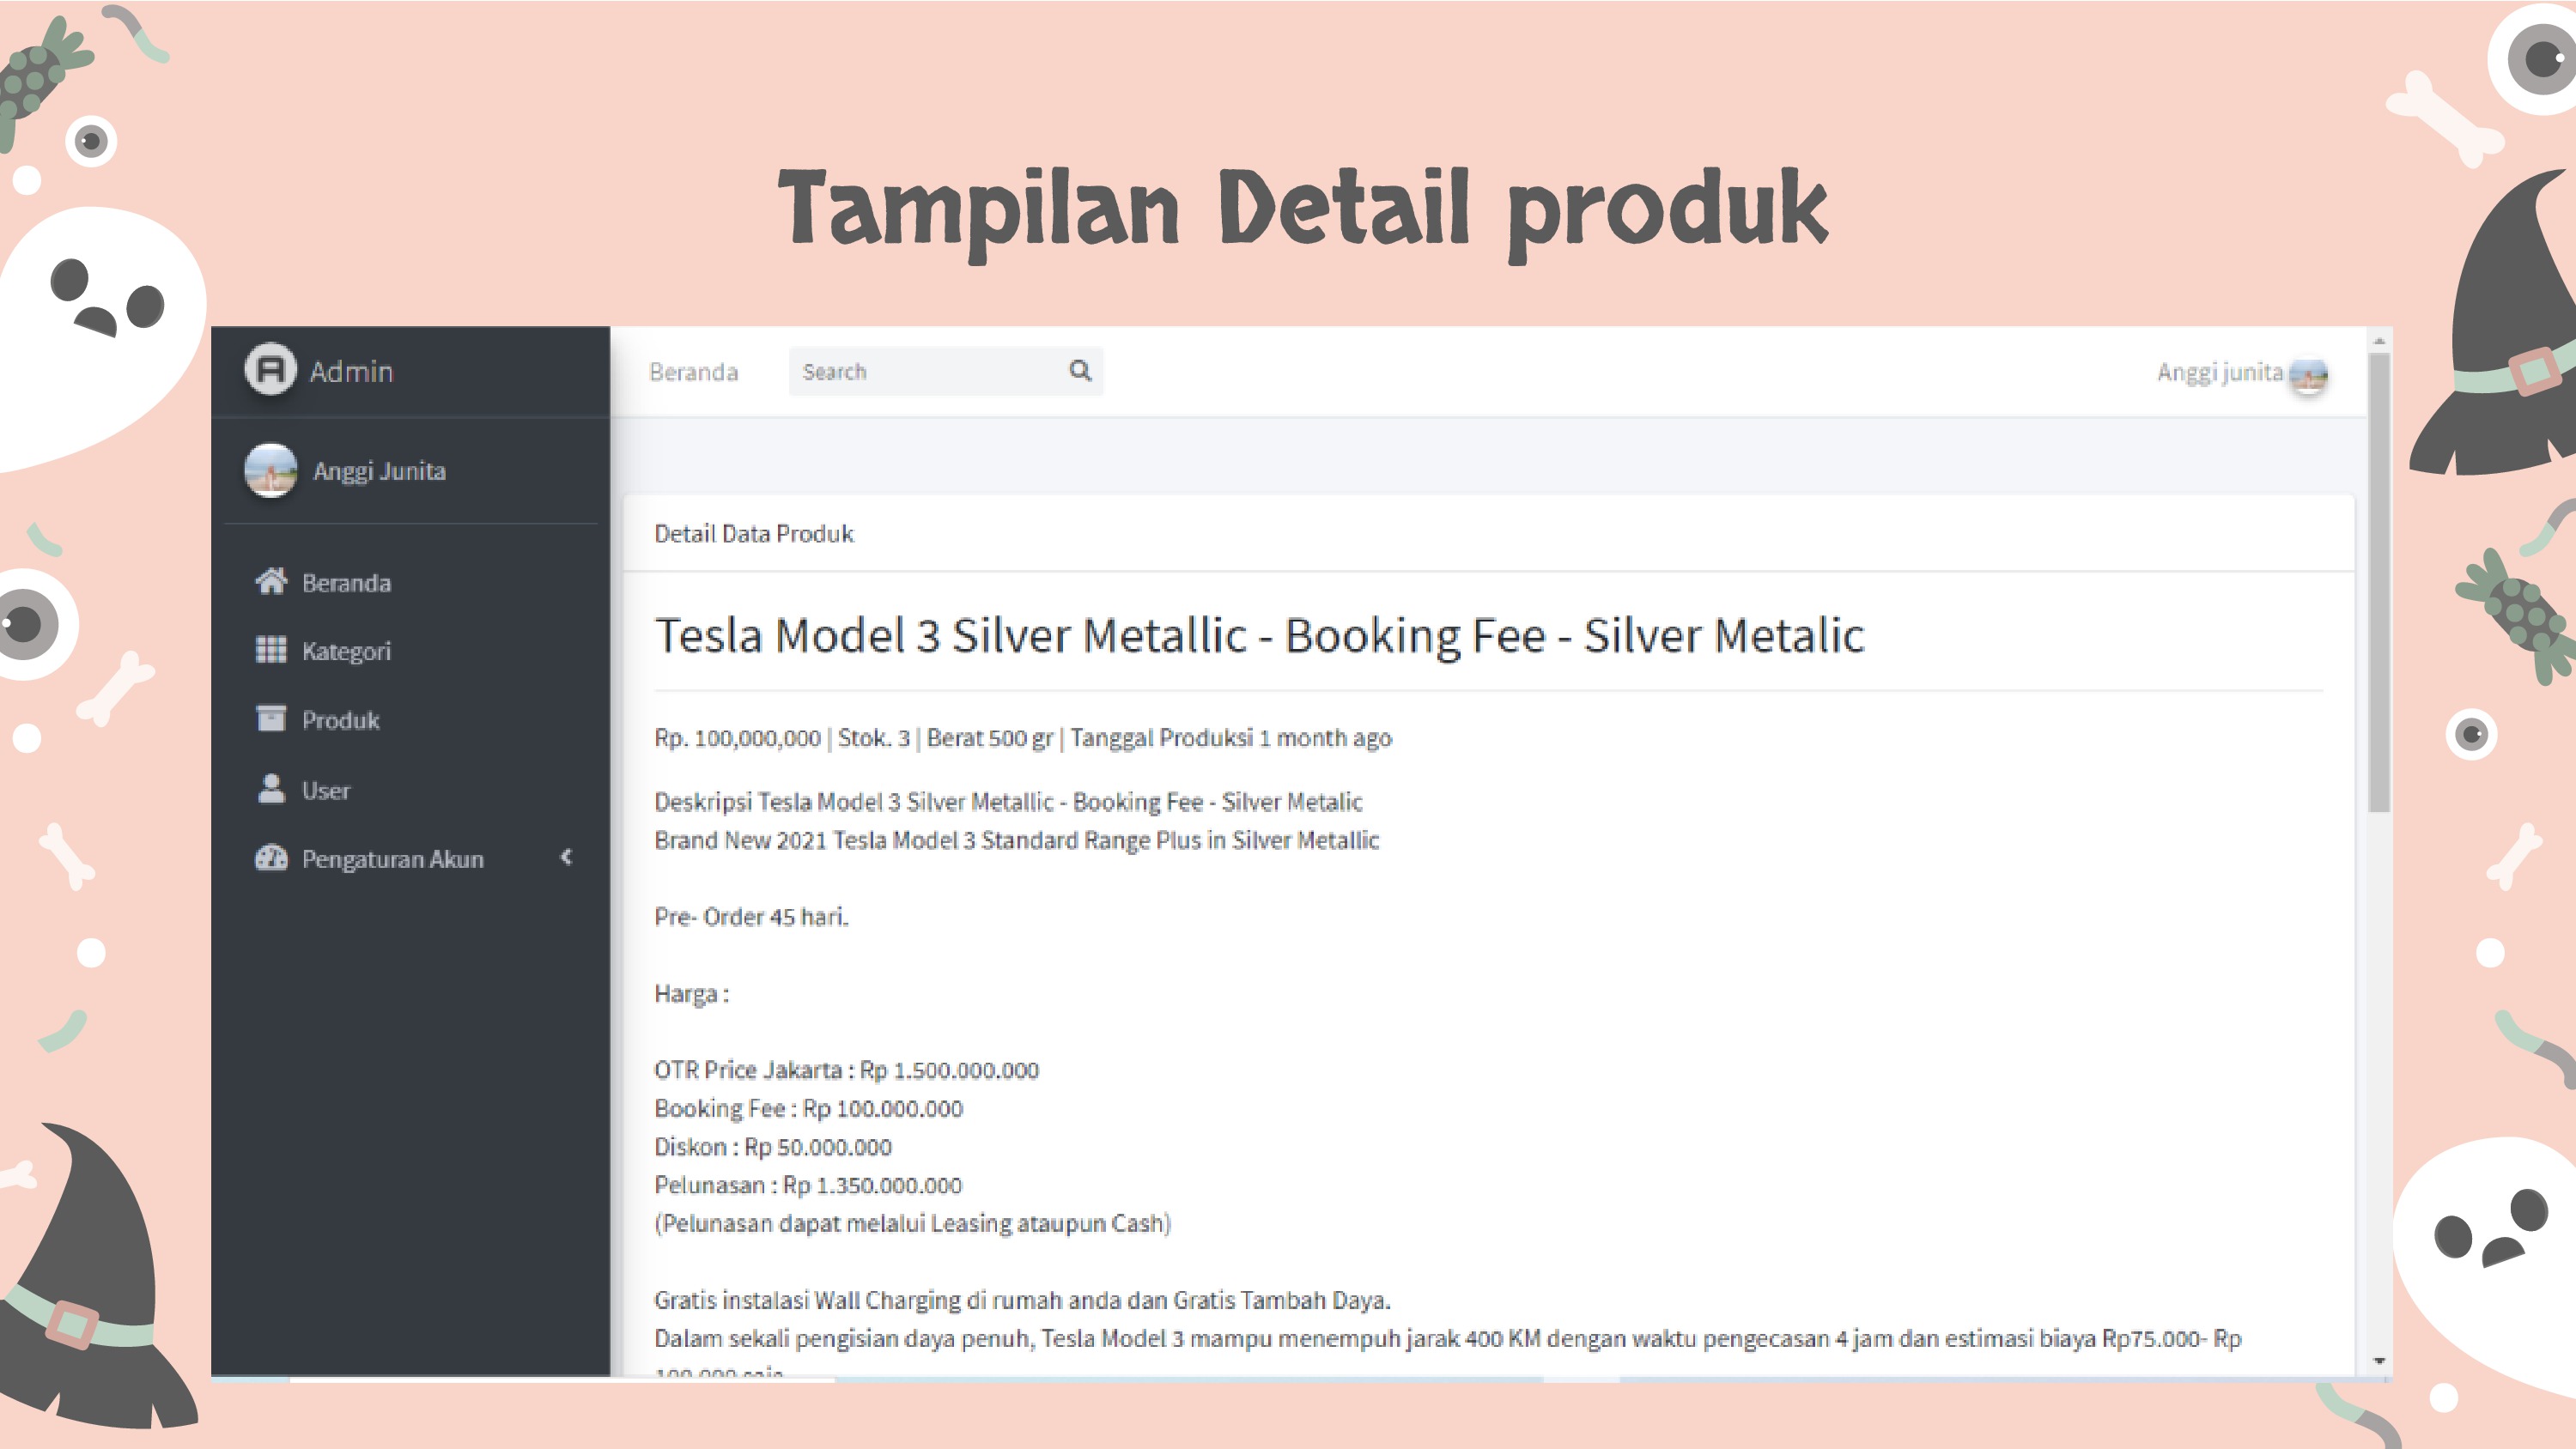 Tampilan Detail produk
Admin
Beranda
Search
Anggi junita
Anggi Junita
Beranda
Kategori
Produk
User
Pengaturan Akun
Detail Data Produk
Tesla Model 3 Silver Metallic - Booking Fee - Silver Metalic
Rp. 100,000,000 | Stok. 3 | Berat 500 gr | Tanggal Produksi 1 month ago
Deskripsi Tesla Model 3 Silver Metallic - Booking Fee - Silver Metalic
Brand New 2021 Tesla Model 3 Standard Range Plus in Silver Metallic
Pre- Order 45 hari.
Harga :
OTR Price Jakarta : Rp 1.500.000.000
Booking Fee : Rp 100.000.000
Diskon : Rp 50.000.000
Pelunasan : Rp 1.350.000.000
(Pelunasan dapat melalui Leasing ataupun Cash)
Gratis instalasi Wall Charging di rumah anda dan Gratis Tambah Daya.
Dalam sekali pengisian daya penuh, Tesla Model 3 mampu menempuh jarak 400 KM dengan waktu pengecasan 4 jam dan estimasi biaya Rp75.000- Rp